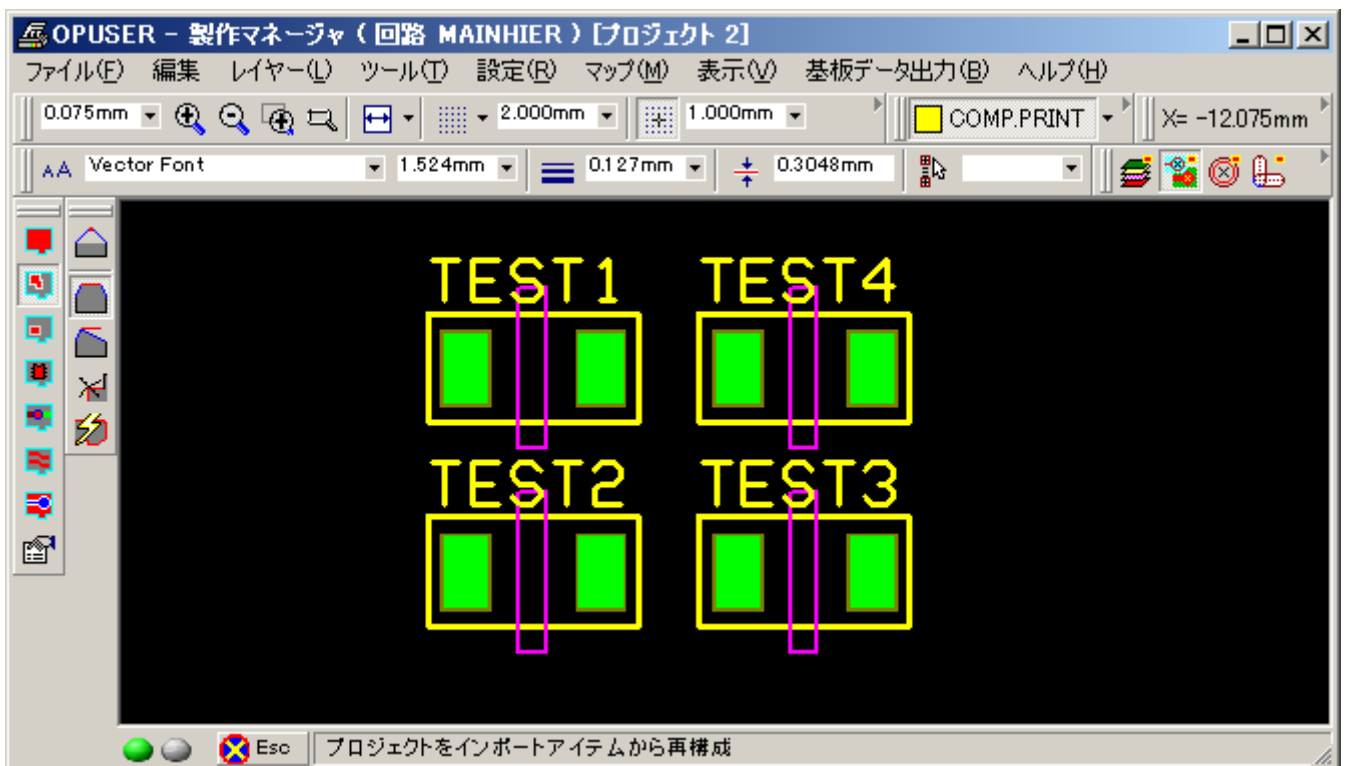 OPUSER - 製作マネージャ ( 回路 MAINHIER ) [プロジェクト 2]
ファイル(F) 編集 レイヤー(L) ツール(T) 設定(R) マップ(M) 表示(V) 基板データ出力(B) ヘルプ(H)
0.075mm 2.000mm 1.000mm COMP.PRINT X= -12.075mm
AA Vector Font 1.524mm 0.127mm 0.3048mm
TEST1 TEST4
TEST2 TEST3
Esc プロジェクトをインポートアイテムから再構成